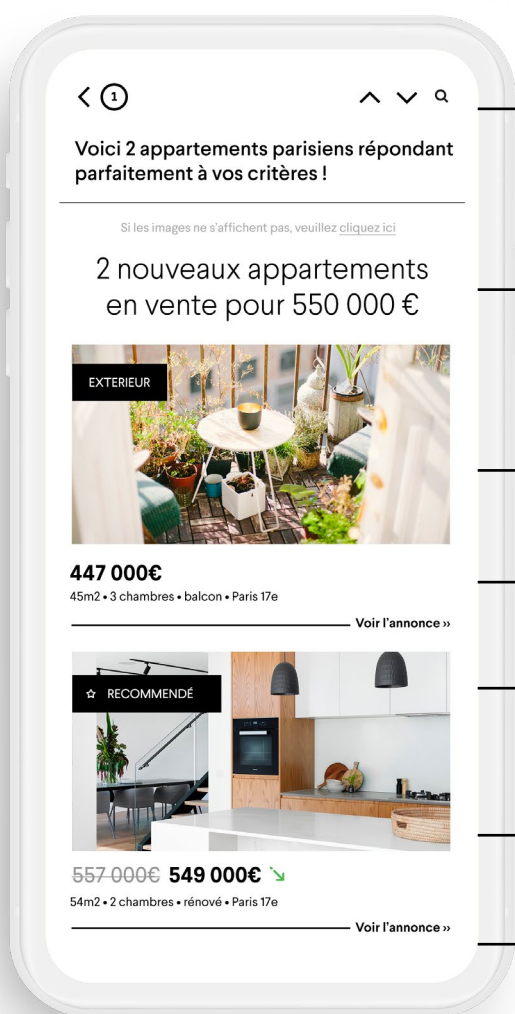 1
Voici 2 appartements parisiens répondant
parfaitement à vos critères !
Si les images ne s'affichent pas, veuillez cliquez ici
2 nouveaux appartements
en vente pour 550 000 €
EXTERIEUR
447 000€
45m2 • 3 chambres • balcon • Paris 17e
Voir l'annonce ››
RECOMMENDÉ
557 000€ 549 000€
54m2 • 2 chambres • rénové • Paris 17e
Voir l'annonce ››